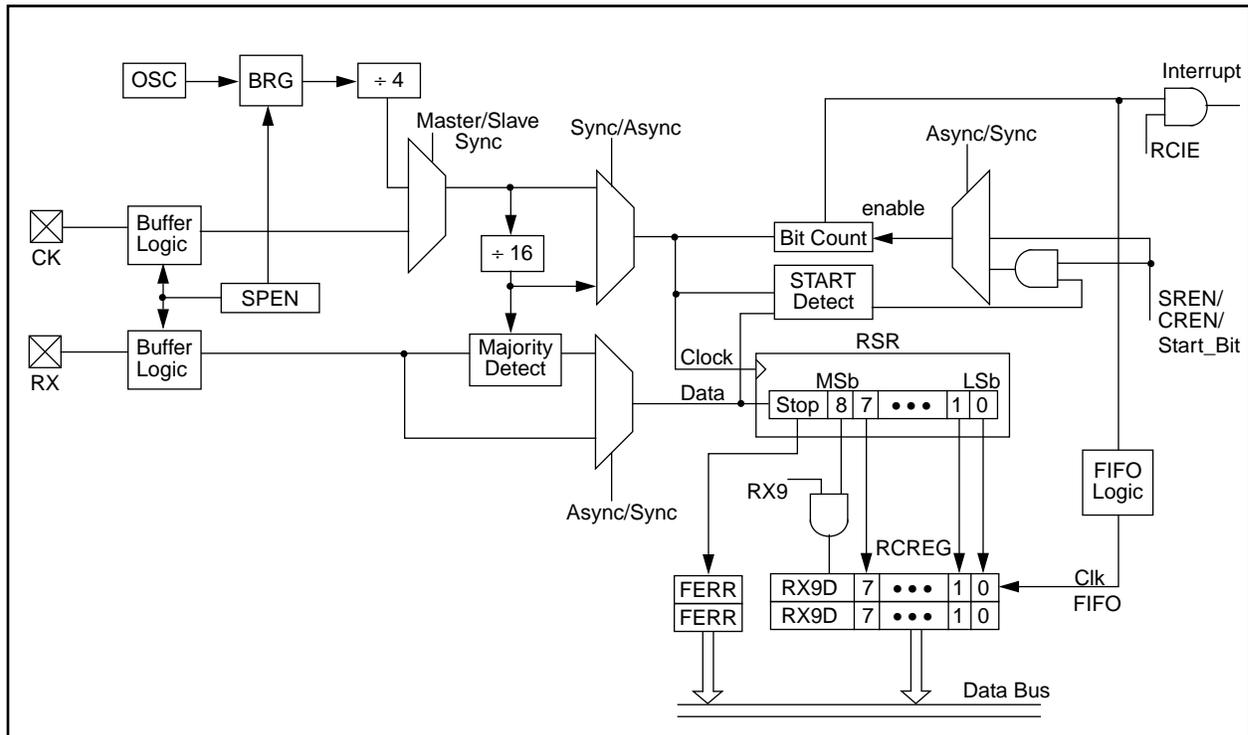 Interrupt
OSC
BRG
÷ 4
Master/Slave
Sync
Sync/Async
Async/Sync
RCIE
enable
Buffer
Logic
CK
Bit Count
÷ 16
SPEN
START
Detect
SREN/
CREN/
Start_Bit
Buffer
Logic
RX
Majority
Detect
Clock
RSR
Data
MSb
LSb
Stop 8 7 • • • 1 0
FIFO
Logic
RX9
Async/Sync
RCREG
Clk
FIFO
FERR
RX9D 7 • • • 1 0
FERR
RX9D 7 • • • 1 0
Data Bus